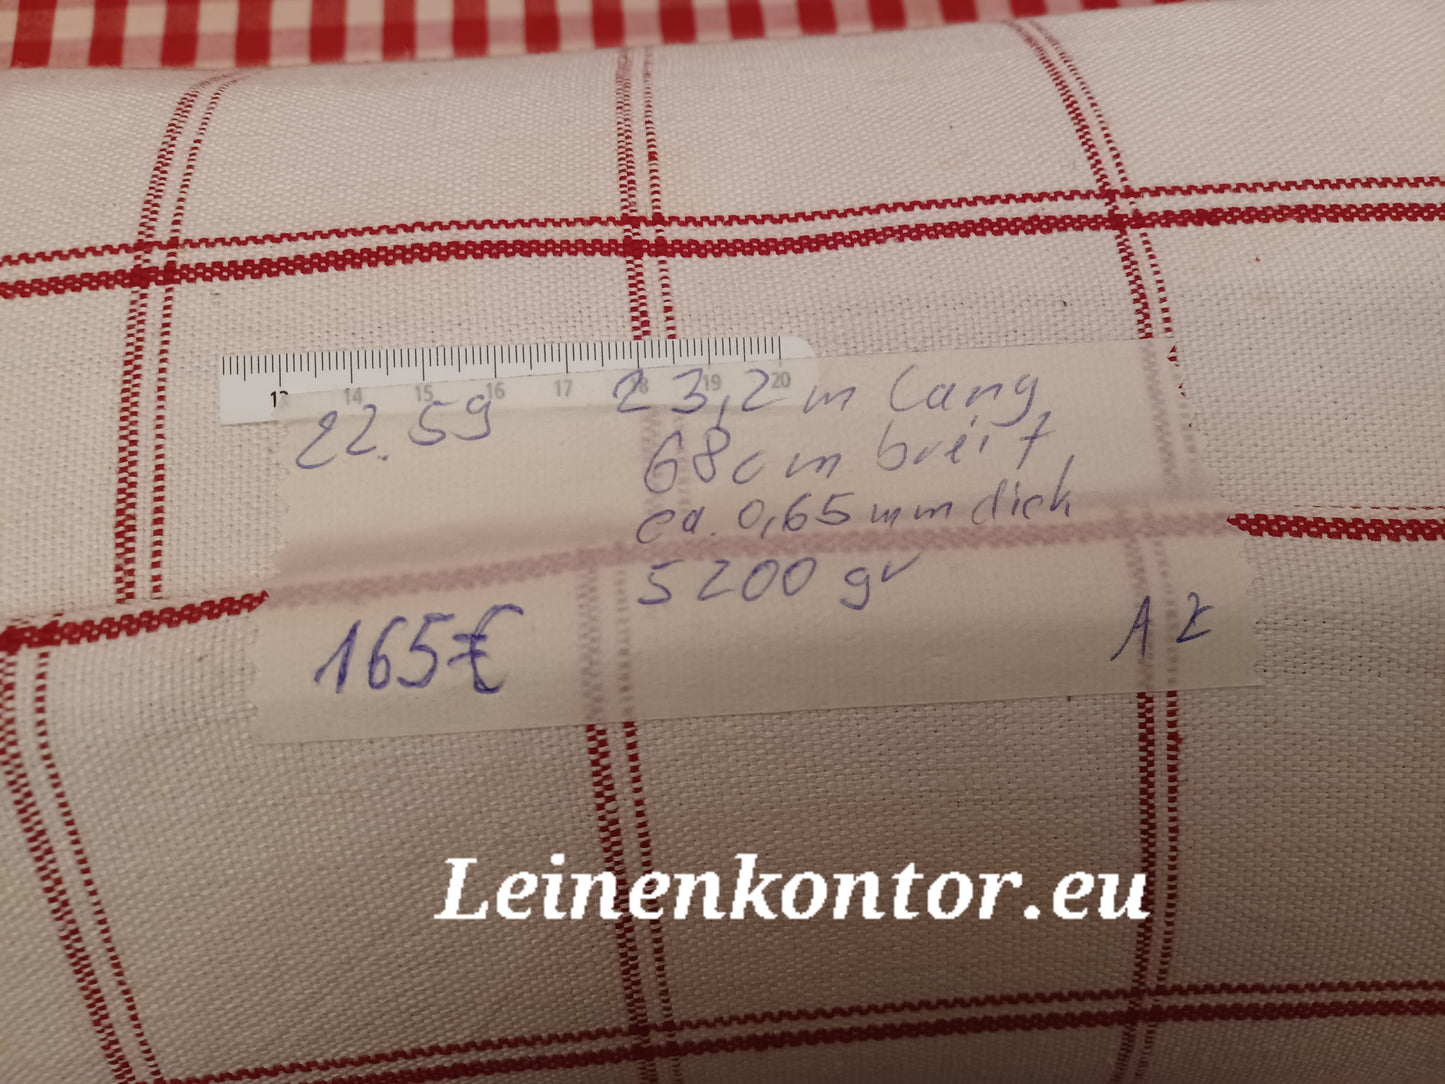 13 14 15 16 17 18 19 20
22.59
23,2 m lang
68 cm breit
ca. 0,65 mm dick
5200 gr
165€
Leinenkontor.eu